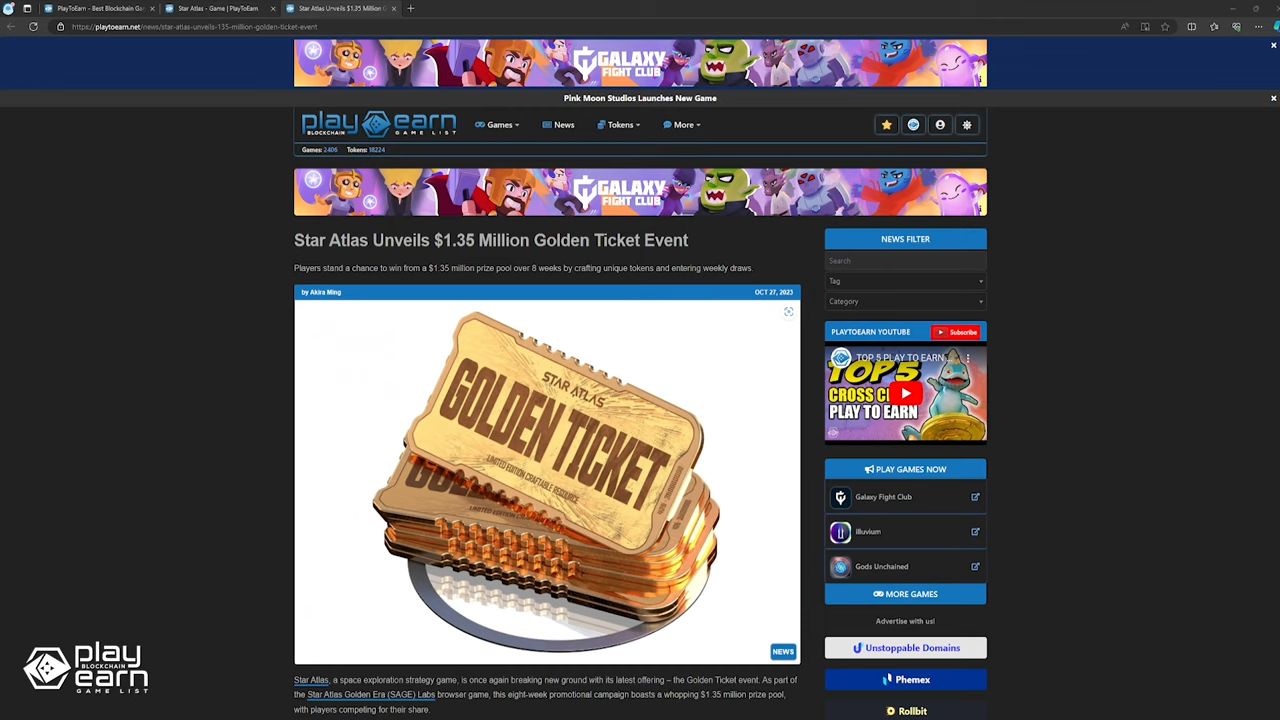 PlayToEarn - Best Blockchain Ga
Star Atlas - Game | PlayToEarn
Star Atlas Unveils $1.35 Million G
https://playtoearn.net/news/star-atlas-unveils-135-million-golden-ticket-event
GALAXY
FIGHT CLUB
Pink Moon Studios Launches New Game
play earn
BLOCKCHAIN GAME LIST
Games
News
Tokens
More
Games: 2406 Tokens: 18224
GALAXY
FIGHT CLUB
Star Atlas Unveils $1.35 Million Golden Ticket Event
Players stand a chance to win from a $1.35 million prize pool over 8 weeks by crafting unique tokens and entering weekly draws.
by Akira Ming
OCT 27, 2023
STAR ATLAS
GOLDEN TICKET
LIMITED EDITION CRAFTABLE RESOURCE
NEWS
Star Atlas, a space exploration strategy game, is once again breaking new ground with its latest offering – the Golden Ticket event. As part of
the Star Atlas Golden Era (SAGE) Labs browser game, this eight-week promotional campaign boasts a whopping $1.35 million prize pool,
with players competing for their share.
NEWS FILTER
Search
Tag
Category
PLAYTOEARN YOUTUBE
Subscribe
TOP 5 PLAY TO EARN...
TOP 5
CROSS C
PLAY TO EARN
PLAY GAMES NOW
Galaxy Fight Club
illuvium
Gods Unchained
MORE GAMES
Advertise with us!
Unstoppable Domains
Phemex
Rollbit
play
BLOCKCHAIN
earn
GAME LIST